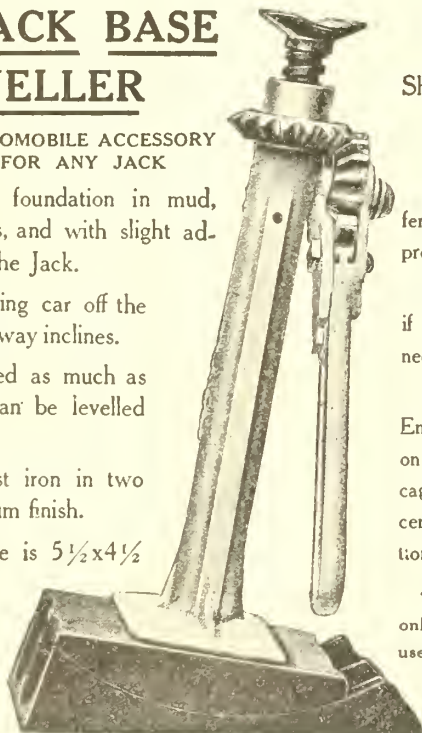 ACK BASE
VELLER
OMOBILE ACCESSORY
FOR ANY JACK
foundation in mud,
s, and with slight ad-
he Jack.
ing car off the
way inclines.
ed as much as
an be levelled
st iron in two
um finish.
e is 5½x4½
Sh
fer
pro
if
nec
En
on
cag
cer
tion
onl
use